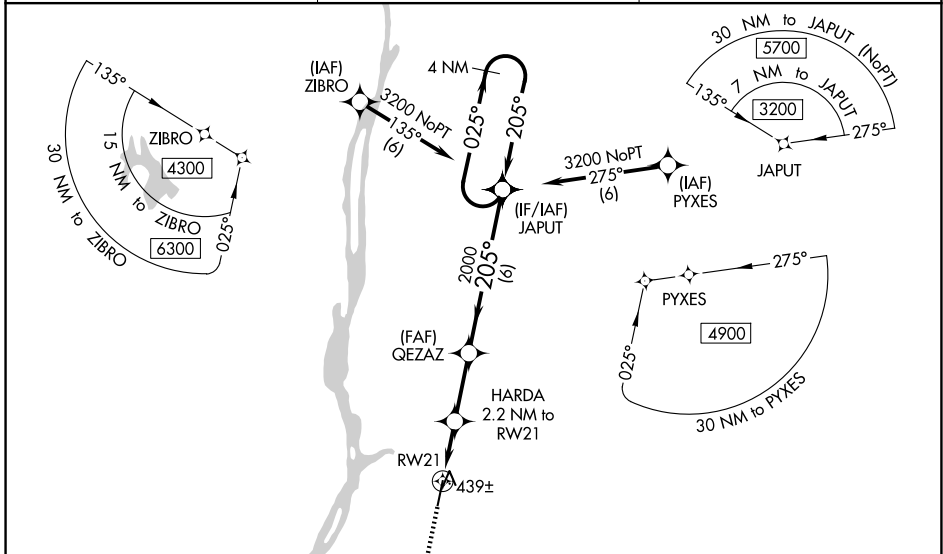 135°
ZIBRO
4300
15 NM to ZIBRO
6300
30 NM to ZIBRO
025°
(IAF)
ZIBRO
3200 NoPT
135°
(6)
4 NM
025°
205°
3200 NoPT
275°
(6)
(IAF)
PYXES
(IF/IAF)
JAPUT
2000
205°
(6)
(FAF)
QEZAZ
HARDA
2.2 NM to
RW21
RW21
439±
30 NM to JAPUT (NoPT)
5700
7 NM to JAPUT
3200
135°
275°
JAPUT
275°
PYXES
4900
025°
30 NM to PYXES